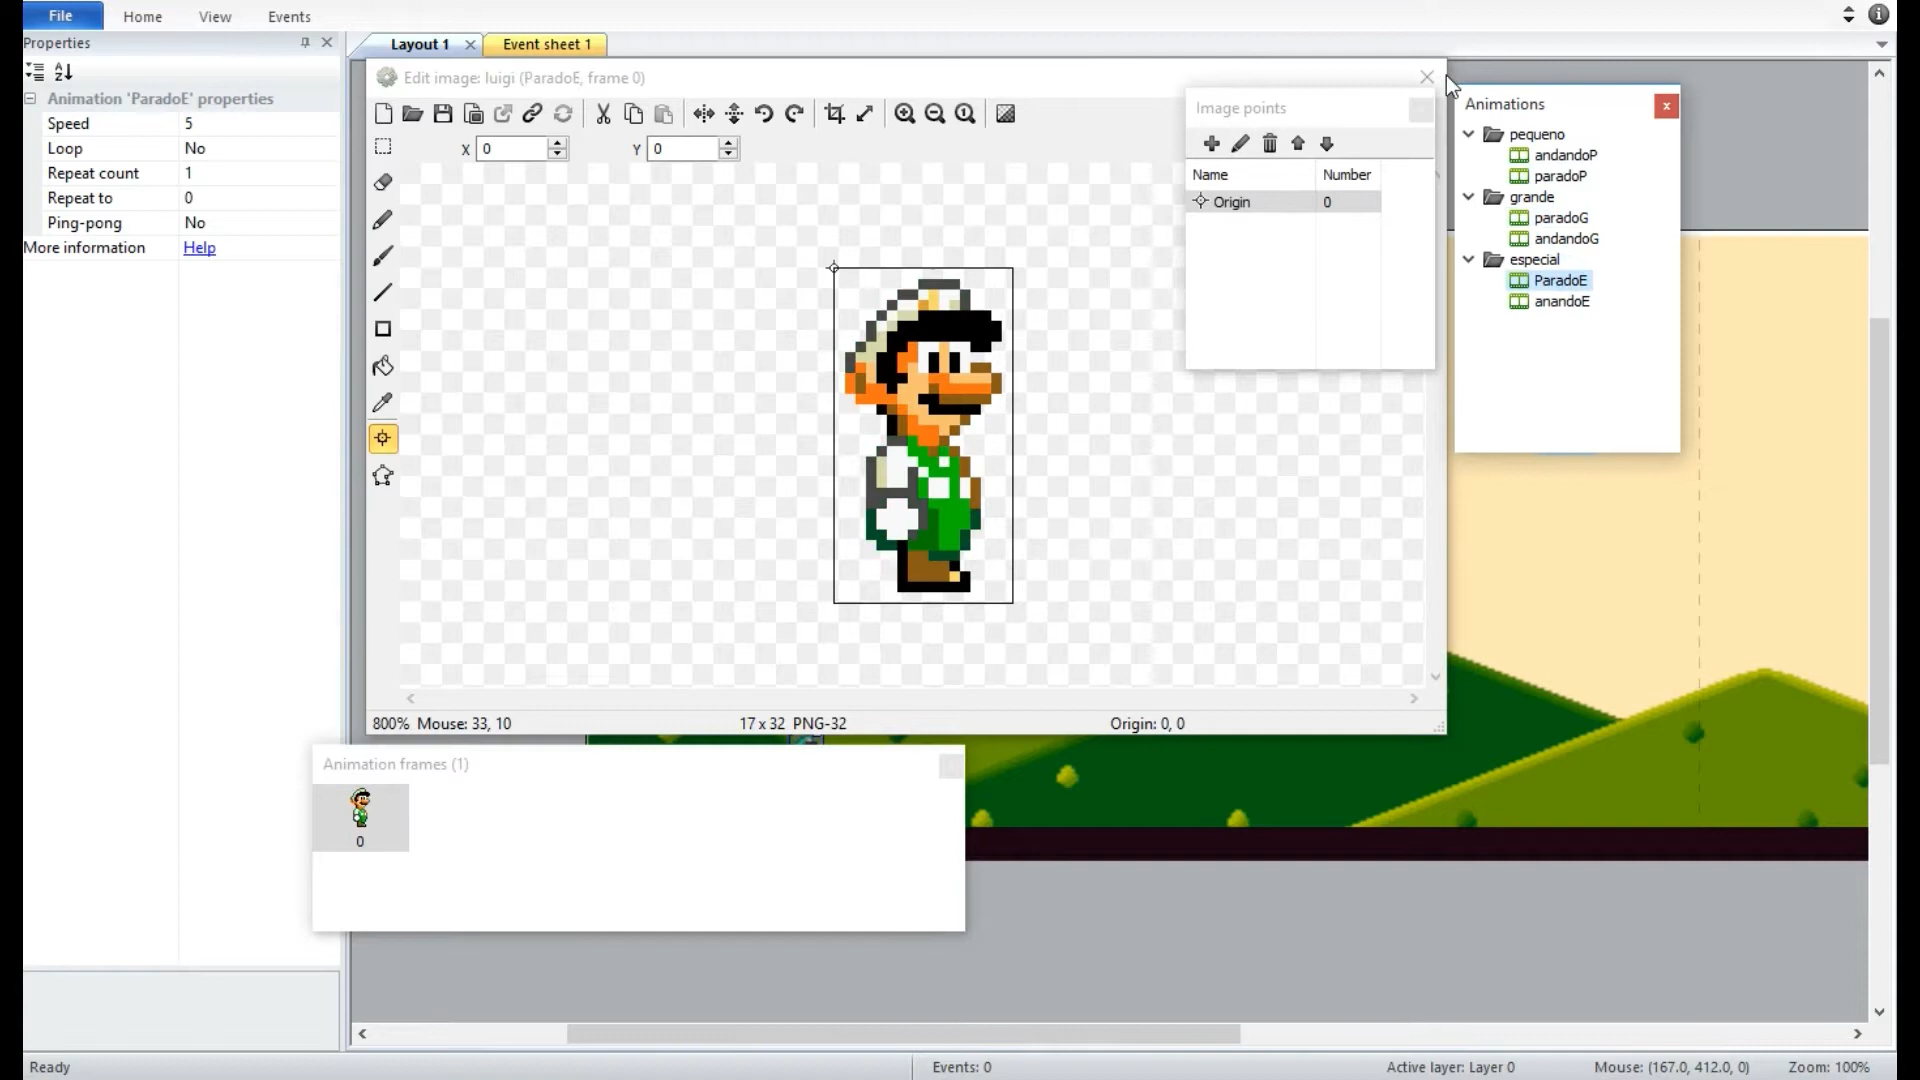 File Home View Events
Properties
Layout 1
Event sheet 1
Edit image: luigi (ParadoE, frame 0)
Animation 'ParadoE' properties
Speed 5
Loop No
Repeat count 1
Repeat to 0
Ping-pong No
More information Help
X 0 Y 0
Image points
Name Number
Origin 0
Animations
pequeno
andandoP
paradoP
grande
paradoG
andandoG
especial
ParadoE
anandoE
800% Mouse: 33, 10 17 x 32 PNG-32 Origin: 0, 0
Animation frames (1)
0
Ready Events: 0 Active layer: Layer 0 Mouse: (167.0, 412.0, 0) Zoom: 100%